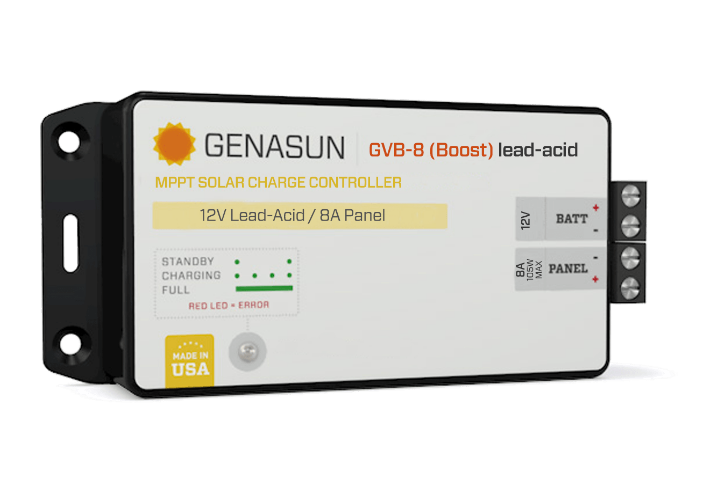 GENASUN
GVB-8 (Boost) lead-acid
MPPT SOLAR CHARGE CONTROLLER
12V Lead-Acid / 8A Panel
STANDBY
CHARGING
FULL
RED LED = ERROR
MADE IN
USA
12V
BATT
+
-
8A
105W
MAX
PANEL
-
+